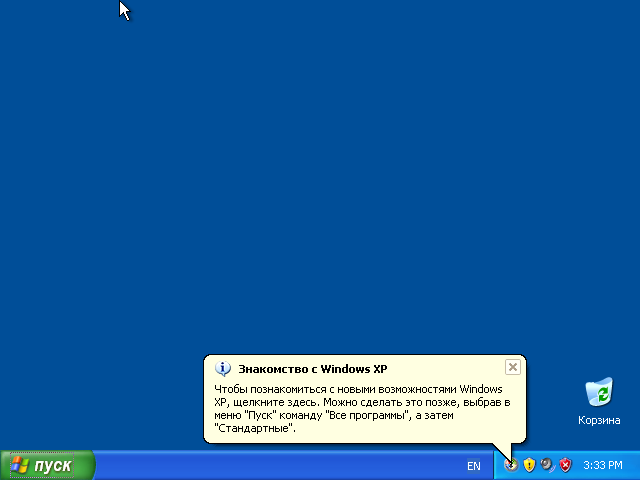 Знакомство с Windows XP
Чтобы познакомиться с новыми возможностями Windows
XP, щелкните здесь. Можно сделать это позже, выбрав в
меню "Пуск" команду "Все программы", а затем
"Стандартные".
Корзина
пуск
EN
3:33 PM